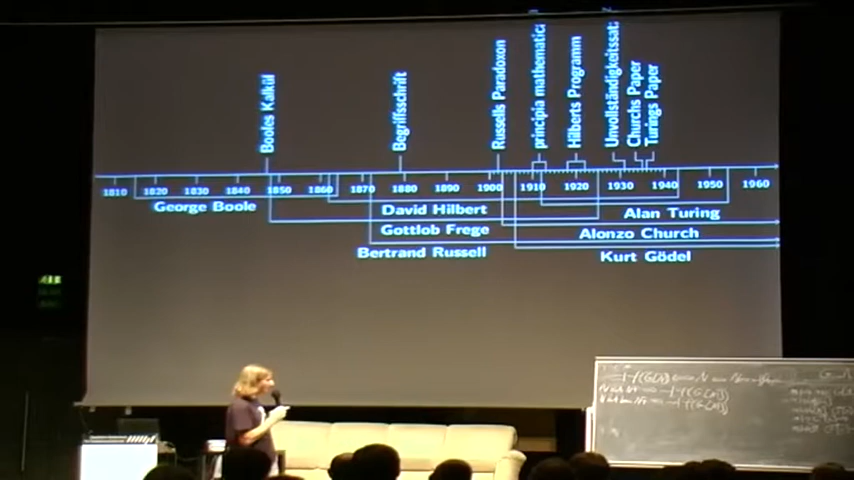 Booles Kalkül
Begriffsschrift
Russells Paradoxon
principia mathematica
Hilberts Programm
Unvollständigkeitssatz
Churchs Paper
Turings Paper
1810 1820 1830 1840 1850 1860 1870 1880 1890 1900 1910 1920 1930 1940 1950 1960
George Boole
David Hilbert
Alan Turing
Gottlob Frege
Alonzo Church
Bertrand Russell
Kurt Gödel